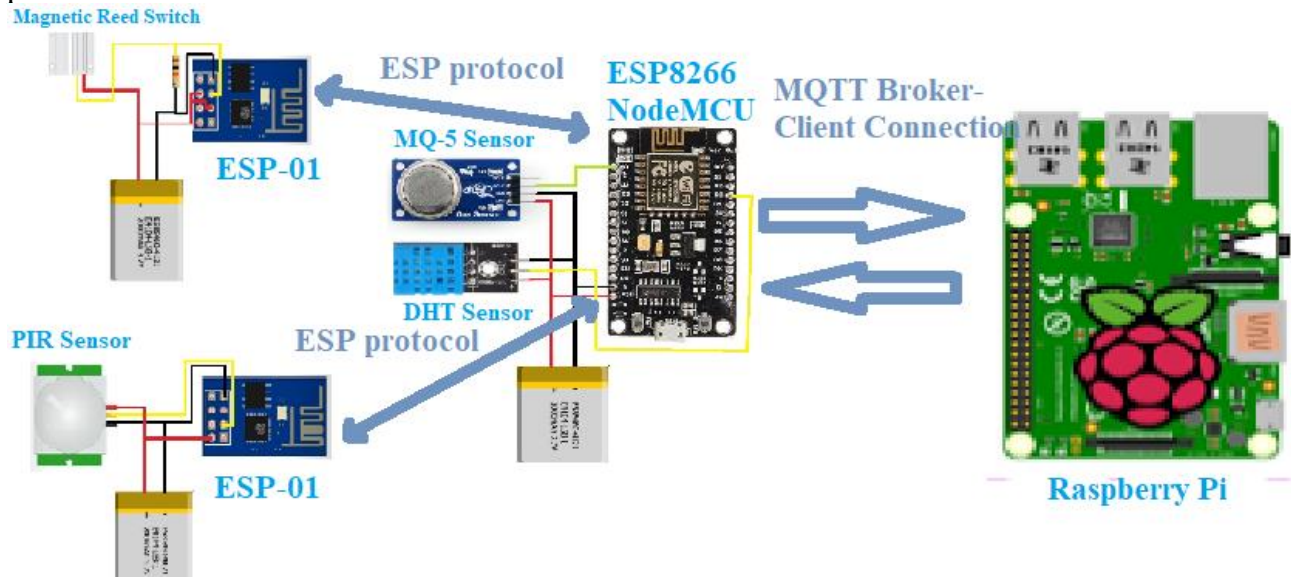 Magnetic Reed Switch
ESP protocol
ESP8266
NodeMCU
MQTT Broker-
Client Connection
MQ-5 Sensor
ESP-01
DHT Sensor
ESP protocol
PIR Sensor
ESP-01
Raspberry Pi